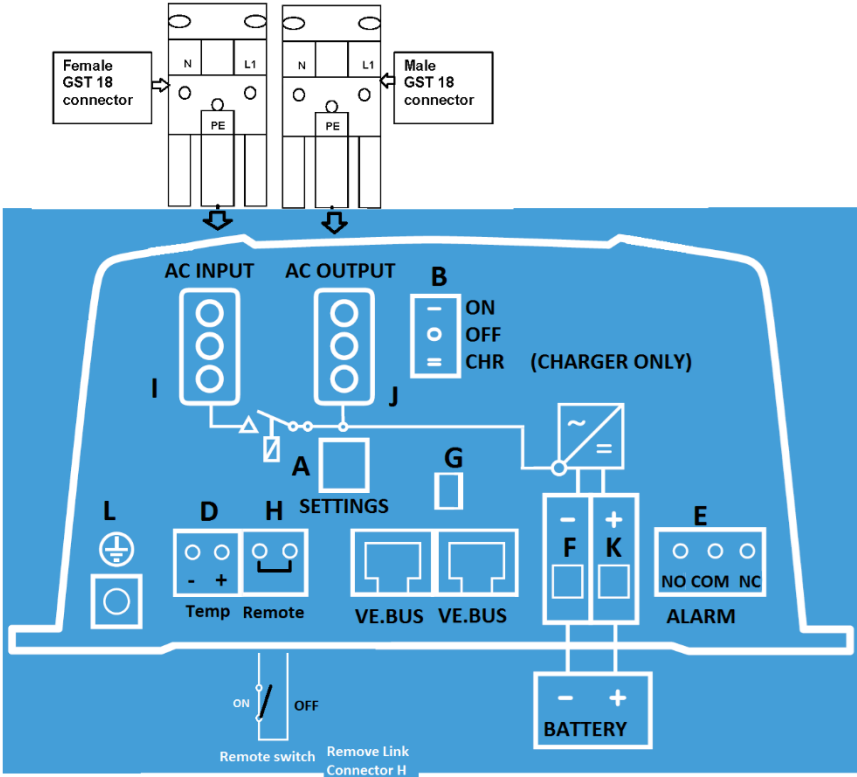 Female
GST 18
connector
N L1
PE
N L1
PE
Male
GST 18
connector
AC INPUT
AC OUTPUT
B
ON
OFF
CHR (CHARGER ONLY)
I
J
A
SETTINGS
G
~
=
L
D
H
- +
Temp
Remote
VE.BUS
VE.BUS
- +
F K
E
NO COM NC
ALARM
ON
OFF
Remote switch
Remove Link
Connector H
- +
BATTERY